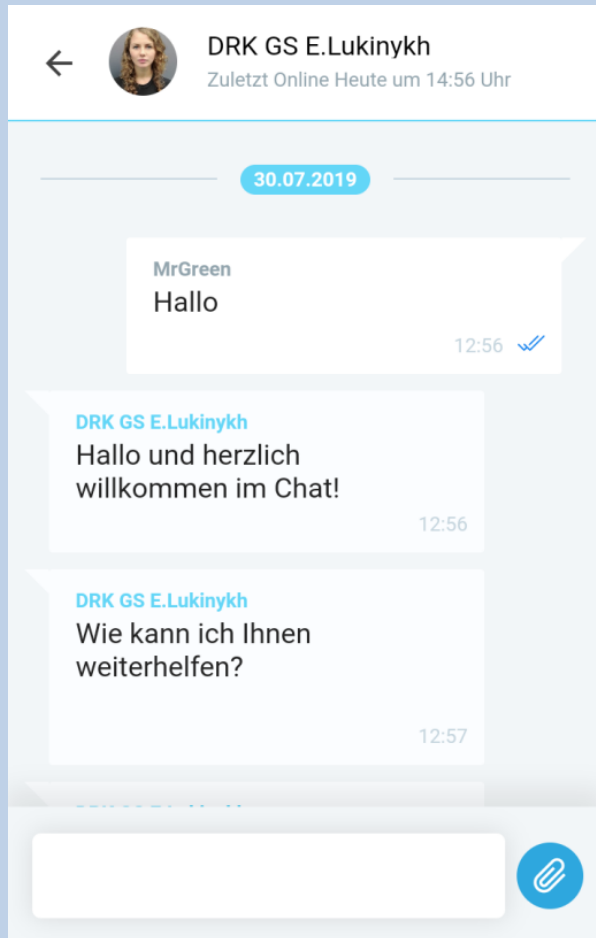 DRK GS E.Lukinykh
Zuletzt Online Heute um 14:56 Uhr
30.07.2019
MrGreen
Hallo
12:56
DRK GS E.Lukinykh
Hallo und herzlich
willkommen im Chat!
12:56
DRK GS E.Lukinykh
Wie kann ich Ihnen
weiterhelfen?
12:57